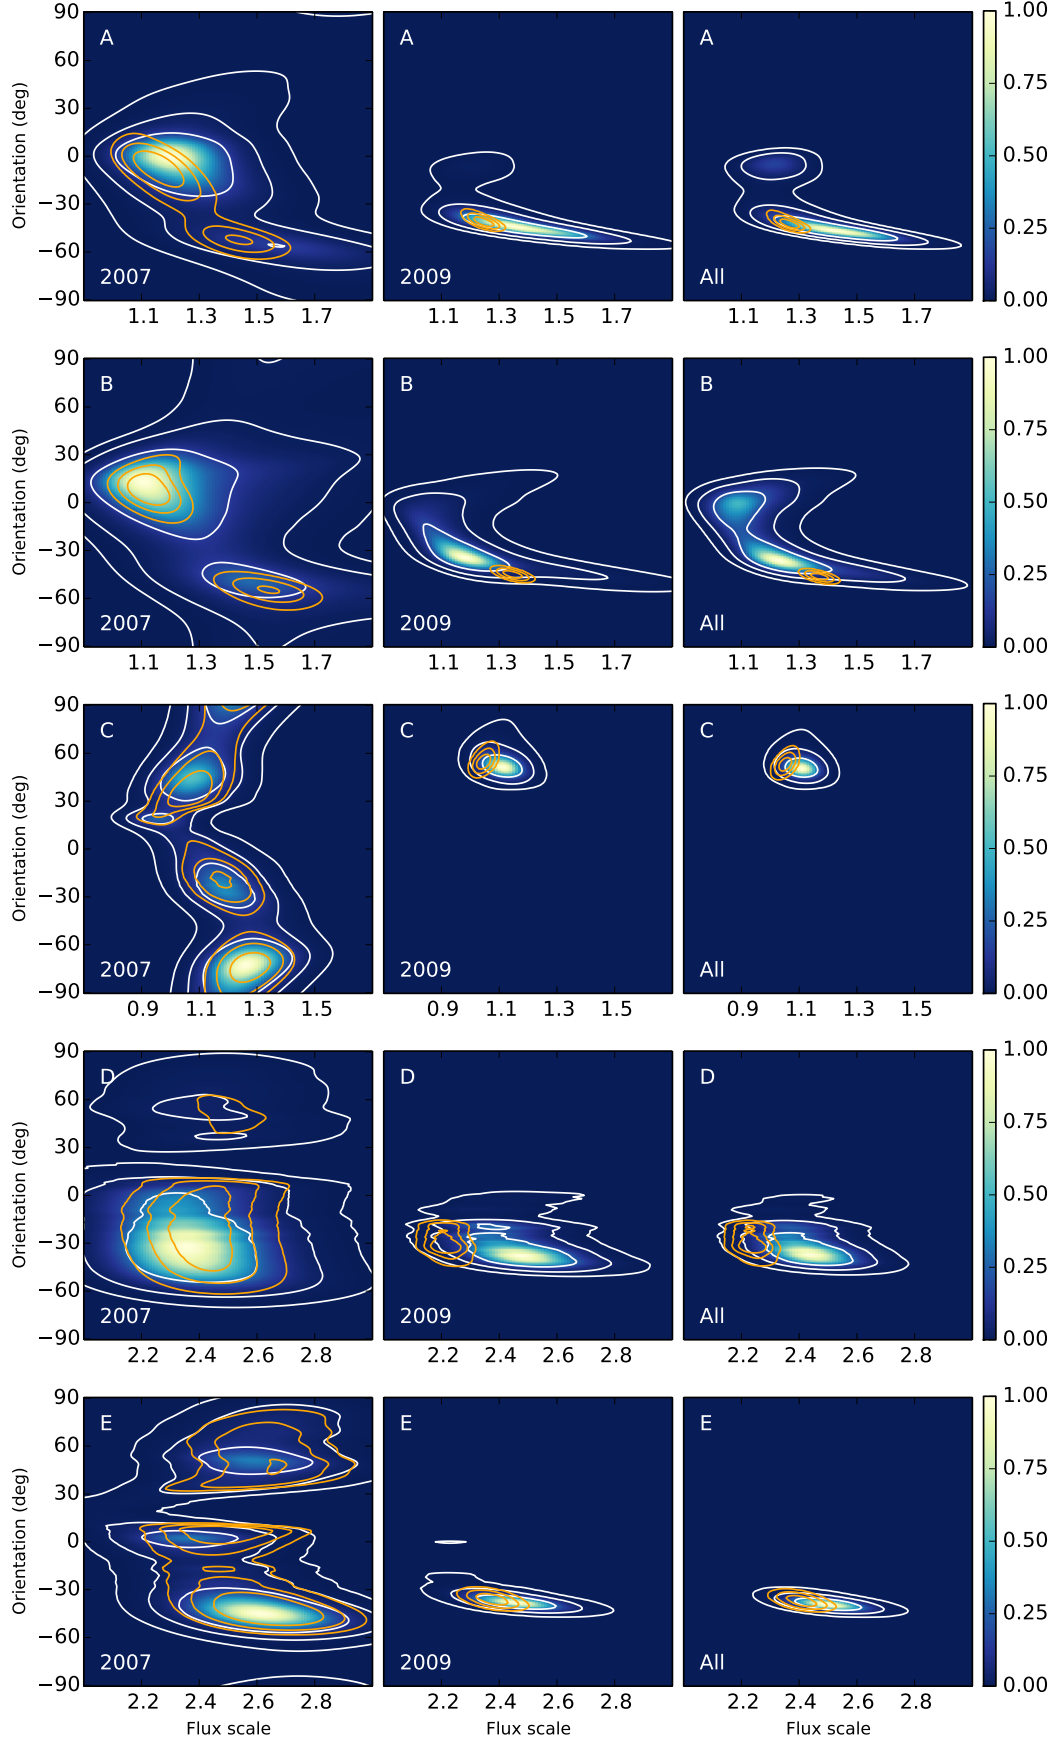 90 60 30 0 −30 −60 −90 Orientation (deg) A 2007 A 2009 A All 1.00 0.75 0.50 0.25 0.00
1.1 1.3 1.5 1.7 1.1 1.3 1.5 1.7 1.1 1.3 1.5 1.7
90 60 30 0 −30 −60 −90 Orientation (deg) B 2007 B 2009 B All 1.00 0.75 0.50 0.25 0.00
1.1 1.3 1.5 1.7 1.1 1.3 1.5 1.7 1.1 1.3 1.5 1.7
90 60 30 0 −30 −60 −90 Orientation (deg) C 2007 C 2009 C All 1.00 0.75 0.50 0.25 0.00
0.9 1.1 1.3 1.5 0.9 1.1 1.3 1.5 0.9 1.1 1.3 1.5
90 60 30 0 −30 −60 −90 Orientation (deg) D 2007 D 2009 D All 1.00 0.75 0.50 0.25 0.00
2.2 2.4 2.6 2.8 2.2 2.4 2.6 2.8 2.2 2.4 2.6 2.8
90 60 30 0 −30 −60 −90 Orientation (deg) E 2007 E 2009 E All 1.00 0.75 0.50 0.25 0.00
2.2 2.4 2.6 2.8 2.2 2.4 2.6 2.8 2.2 2.4 2.6 2.8
Flux scale Flux scale Flux scale